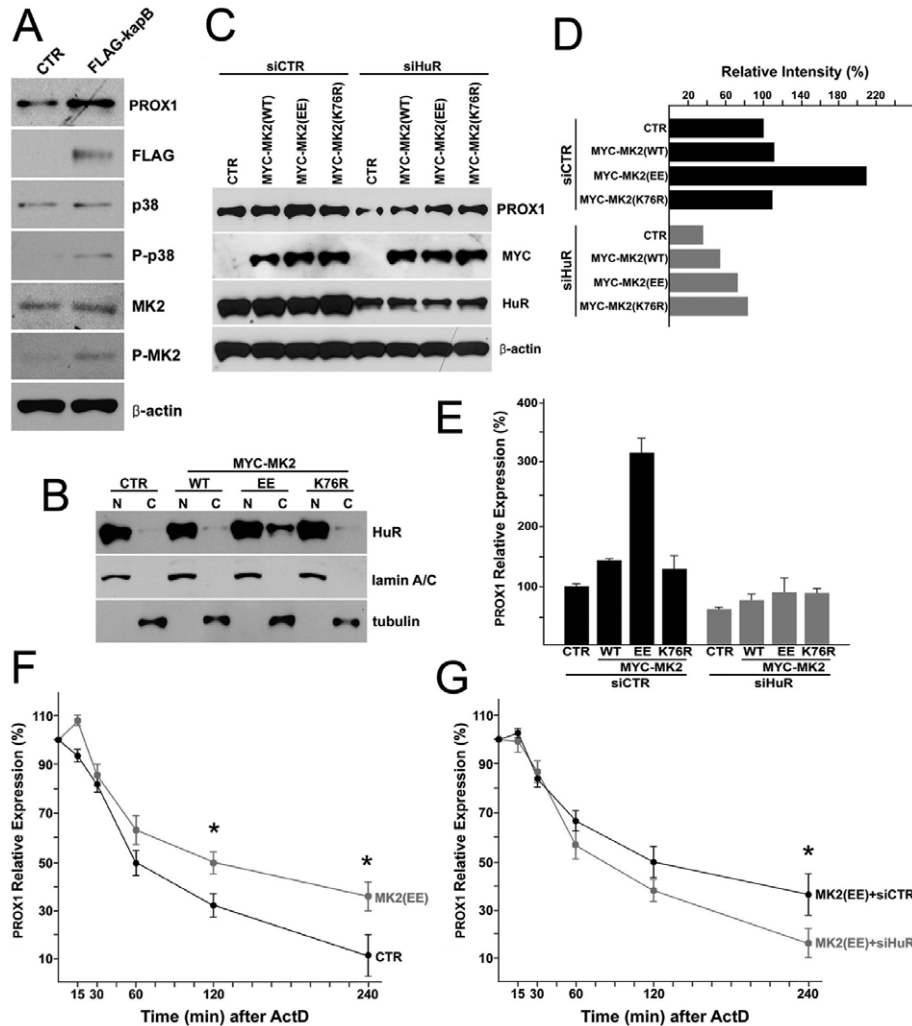 A
CTR
FLAG-kapB
PROX1
FLAG
p38
P-p38
MK2
P-MK2
β-actin
B
MYC-MK2
CTR WT EE K76R
N C N C N C N C
HuR
lamin A/C
tubulin
C
siCTR siHuR
CTR
MYC-MK2(WT)
MYC-MK2(EE)
MYC-MK2(K76R)
CTR
MYC-MK2(WT)
MYC-MK2(EE)
MYC-MK2(K76R)
PROX1
MYC
HuR
β-actin
D
Relative Intensity (%)
20 60 100 140 180 220
siCTR
CTR
MYC-MK2(WT)
MYC-MK2(EE)
MYC-MK2(K76R)
siHuR
CTR
MYC-MK2(WT)
MYC-MK2(EE)
MYC-MK2(K76R)
E
PROX1 Relative Expression (%)
400
300
200
100
CTR WT EE K76R CTR WT EE K76R
MYC-MK2 MYC-MK2
siCTR siHuR
F
PROX1 Relative Expression (%)
110
90
70
50
30
10
*
*
MK2(EE)
CTR
15 30 60 120 240
Time (min) after ActD
G
PROX1 Relative Expression (%)
110
90
70
50
30
10
*
MK2(EE)+siCTR
MK2(EE)+siHuR
15 30 60 120 240
Time (min) after ActD